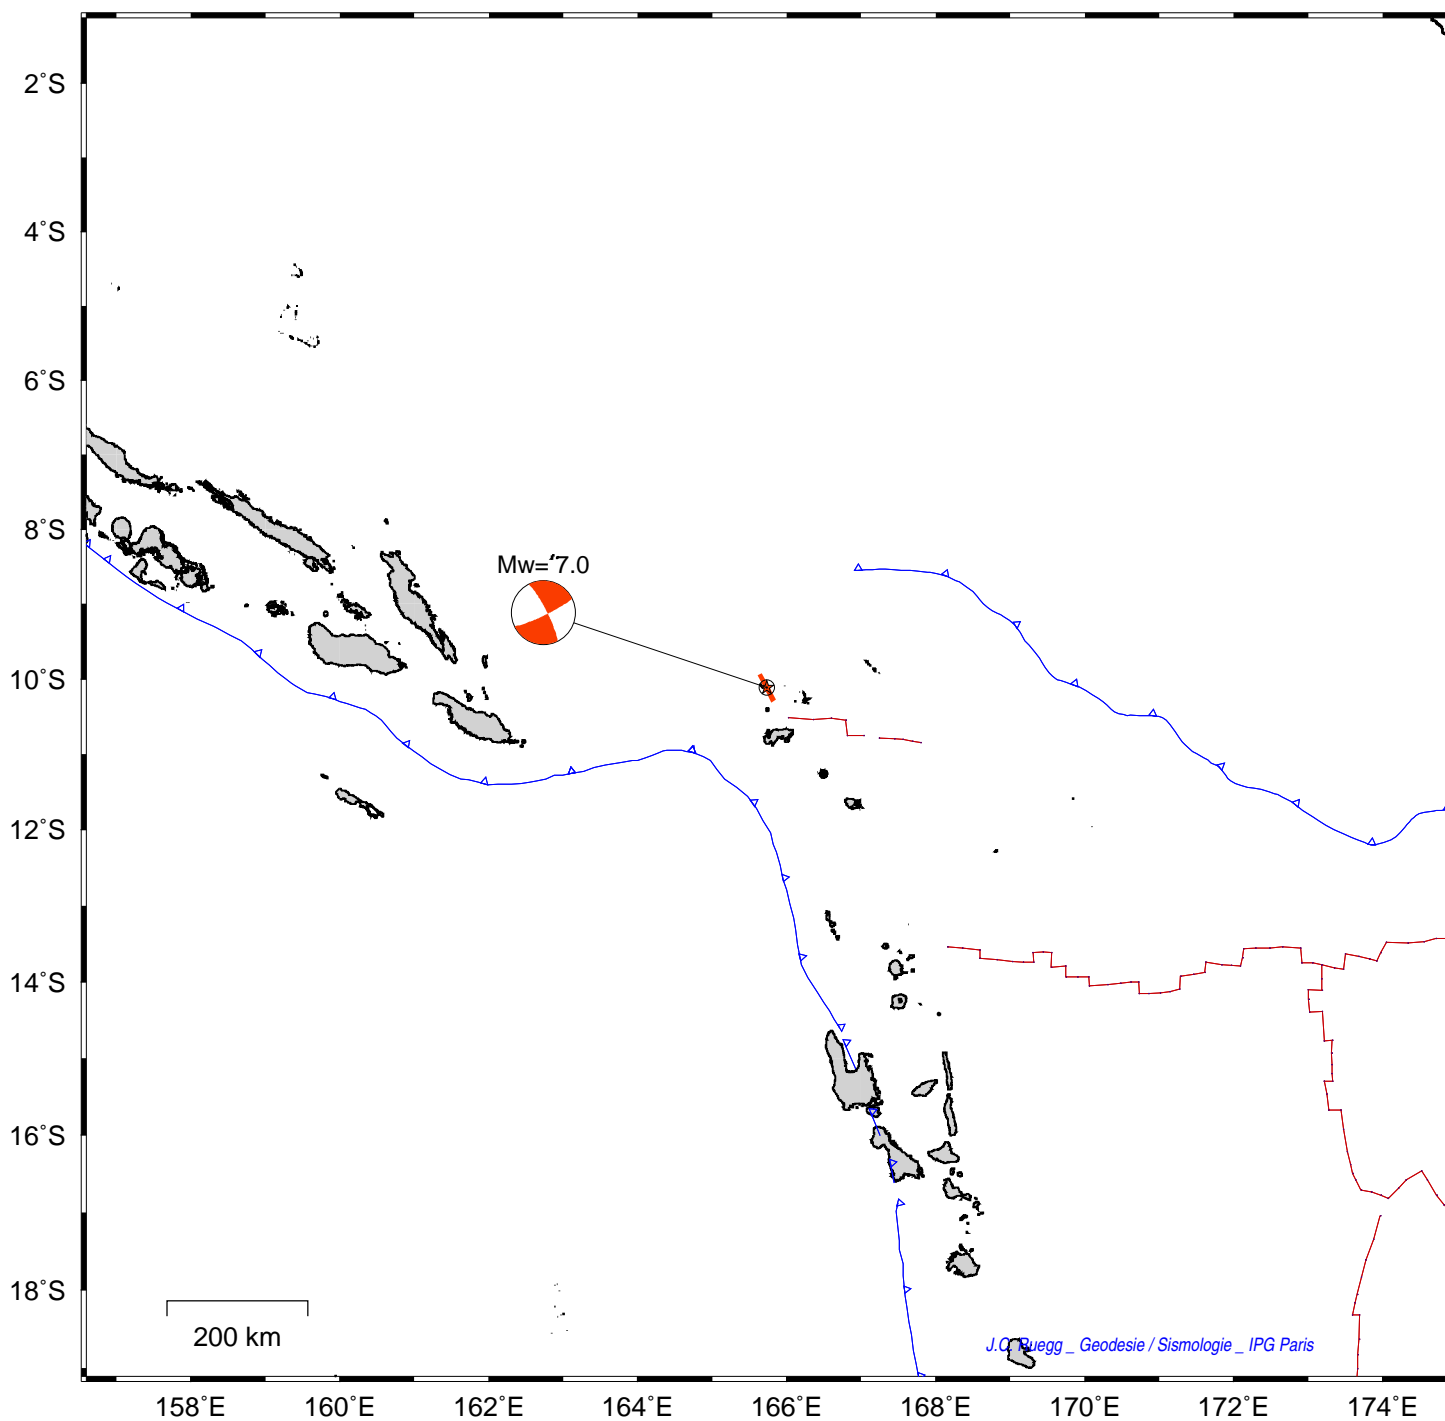 2°S
4°S
6°S
8°S
Mw=‘7.0
10°S
12°S
14°S
16°S
18°S
200 km
J.C. Ruegg _ Geodesie / Sismologie _ IPG Paris
158°E 160°E 162°E 164°E 166°E 168°E 170°E 172°E 174°E